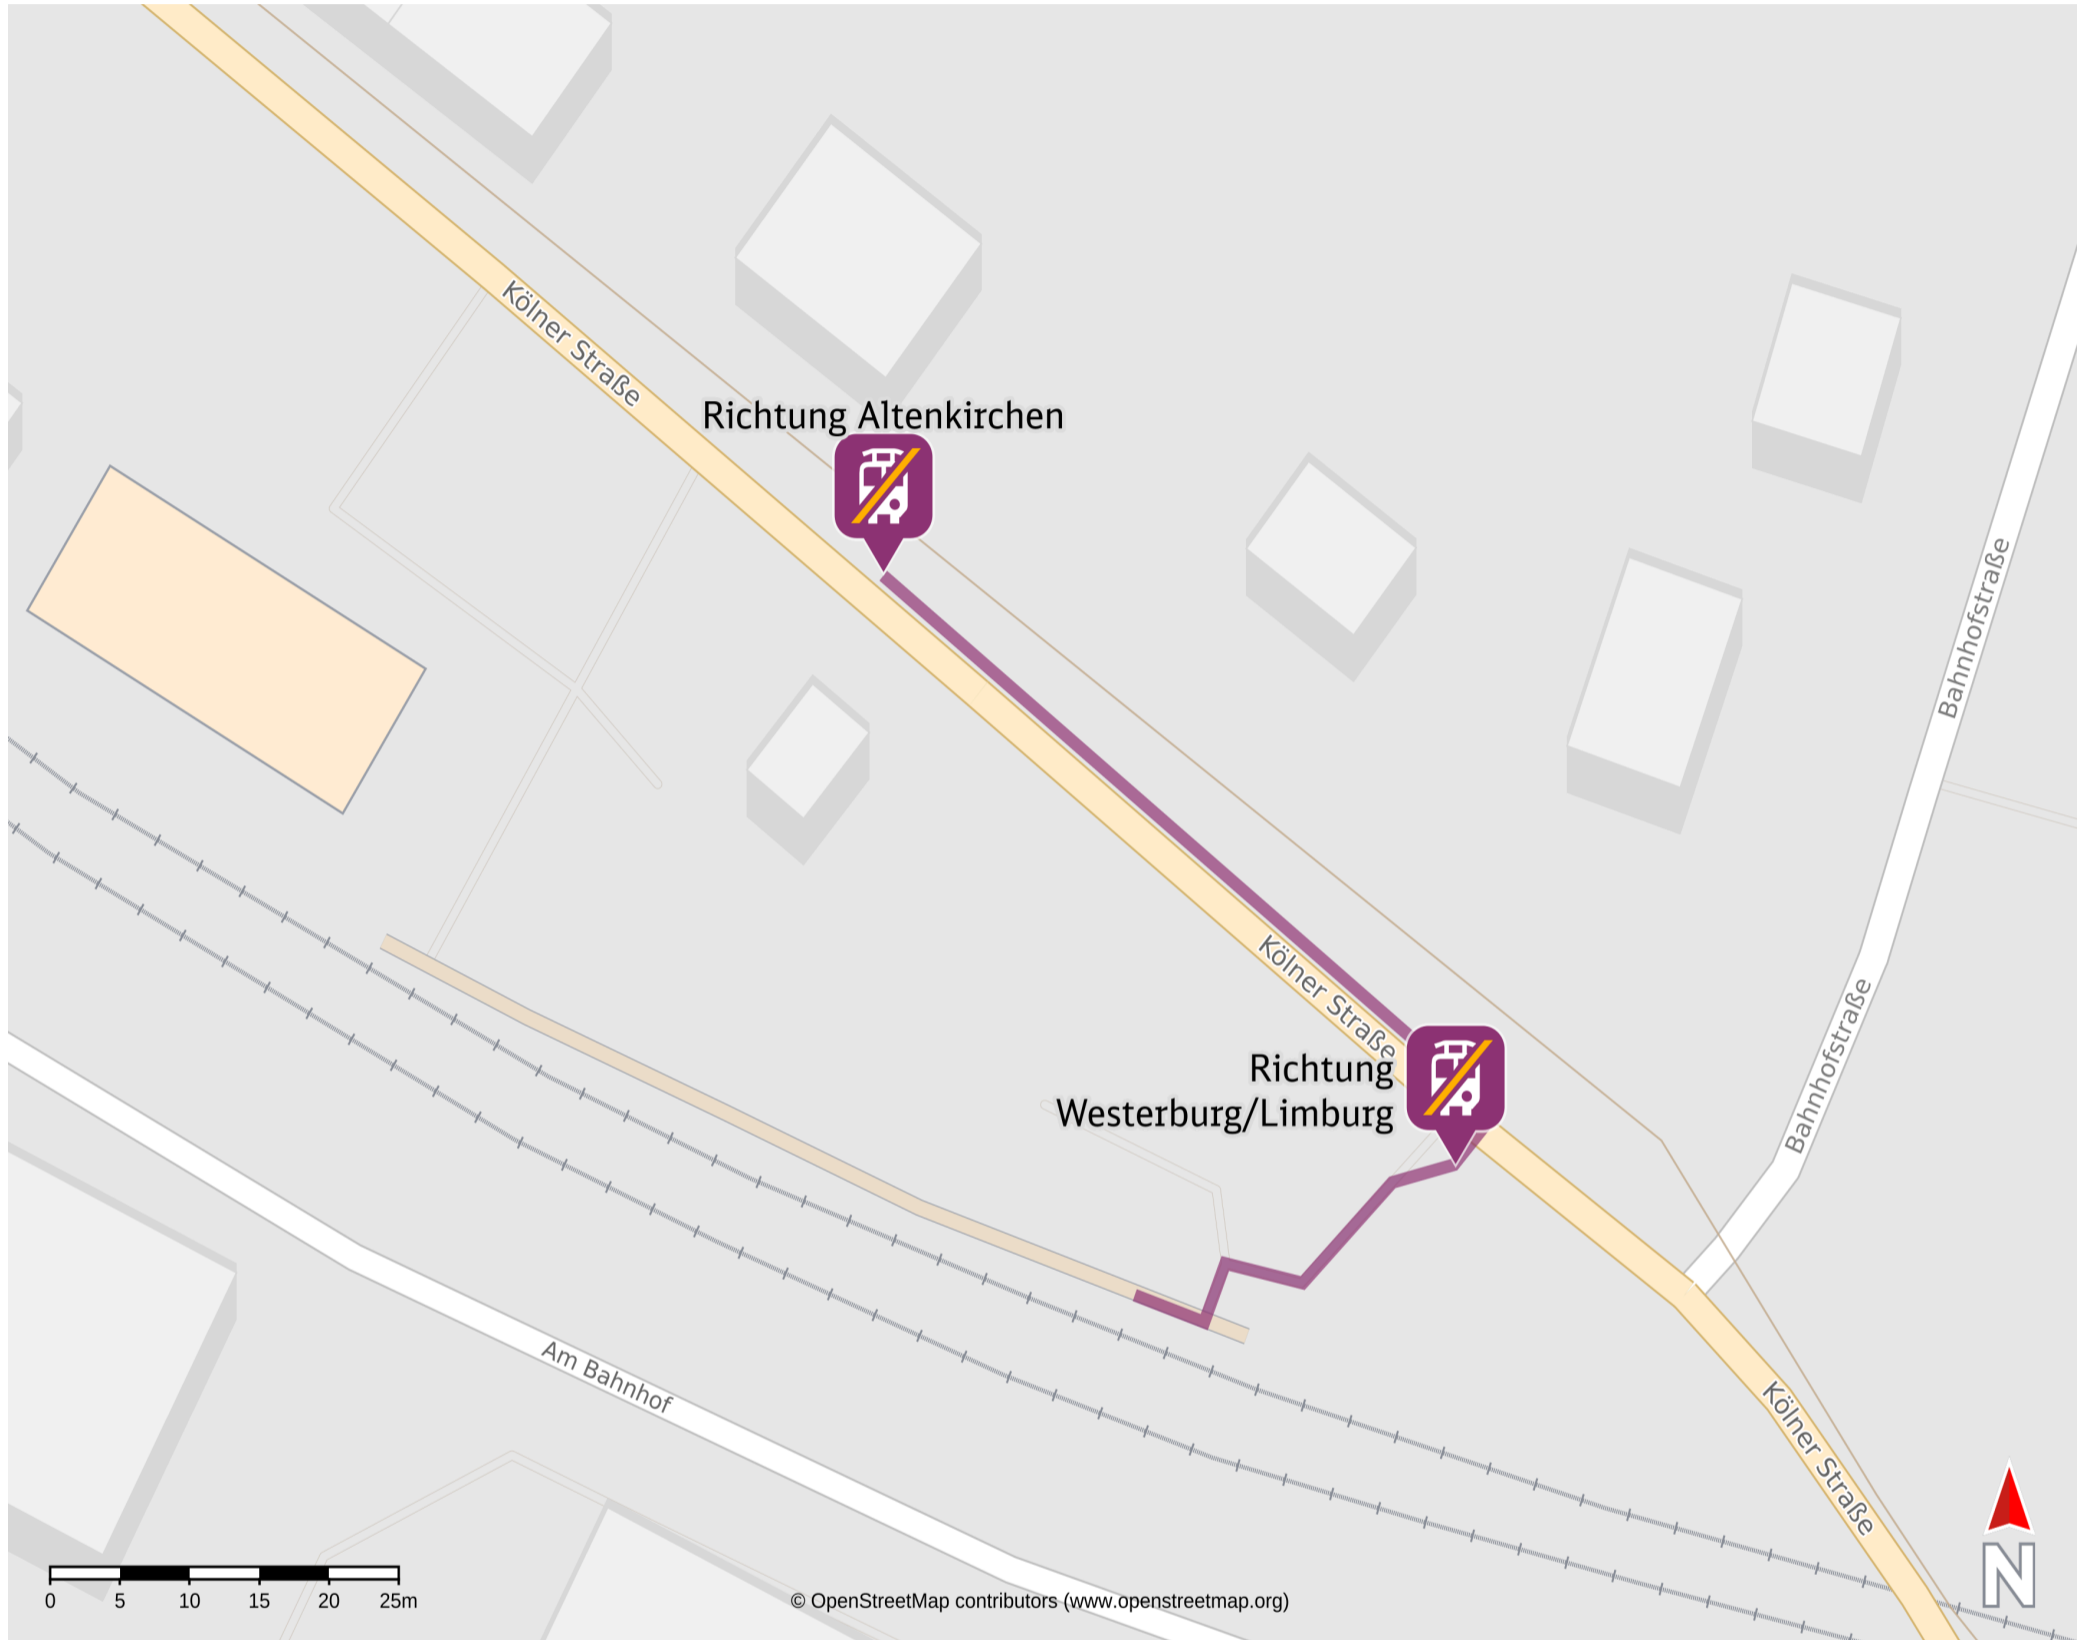 Kölner Straße
Richtung Altenkirchen
Bahnhofstraße
Kölner Straße
Bahnhofstraße
Richtung
Westerburg/Limburg
Am Bahnhof
Kölner Straße
N
0 5 10 15 20 25m
© OpenStreetMap contributors (www.openstreetmap.org)